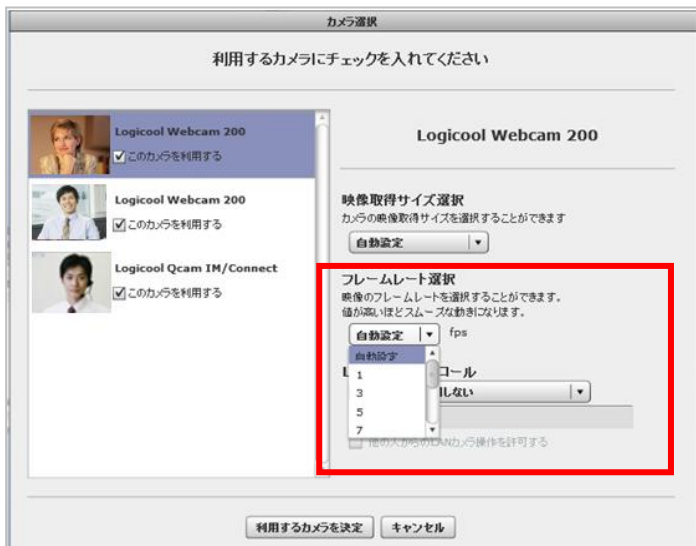 カメラ選択
利用するカメラにチェックを入れてください
Logicool Webcam 200
このカメラを利用する
Logicool Webcam 200
このカメラを利用する
Logicool Qcam IM/Connect
このカメラを利用する
Logicool Webcam 200
映像取得サイズ選択
カメラの映像取得サイズを選択することができます
自動設定
フレームレート選択
映像のフレームレートを選択することができます。
値が高いほどスムーズな動きになります。
自動設定 fps
自動設定
1
3
5
7
L
コール
しない
他の人からのLANカメラ操作を許可する
利用するカメラを決定 キャンセル